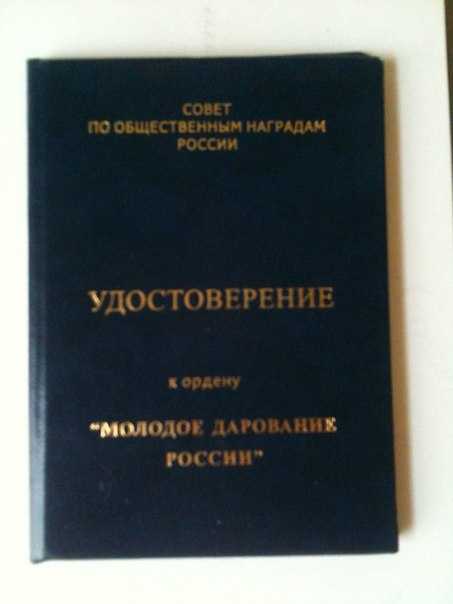 СОВЕТ
ПО ОБЩЕСТВЕННЫМ НАГРАДАМ
РОССИИ
УДОСТОВЕРЕНИЕ
к ордену
"МОЛОДОЕ ДАРОВАНИЕ
РОССИИ"